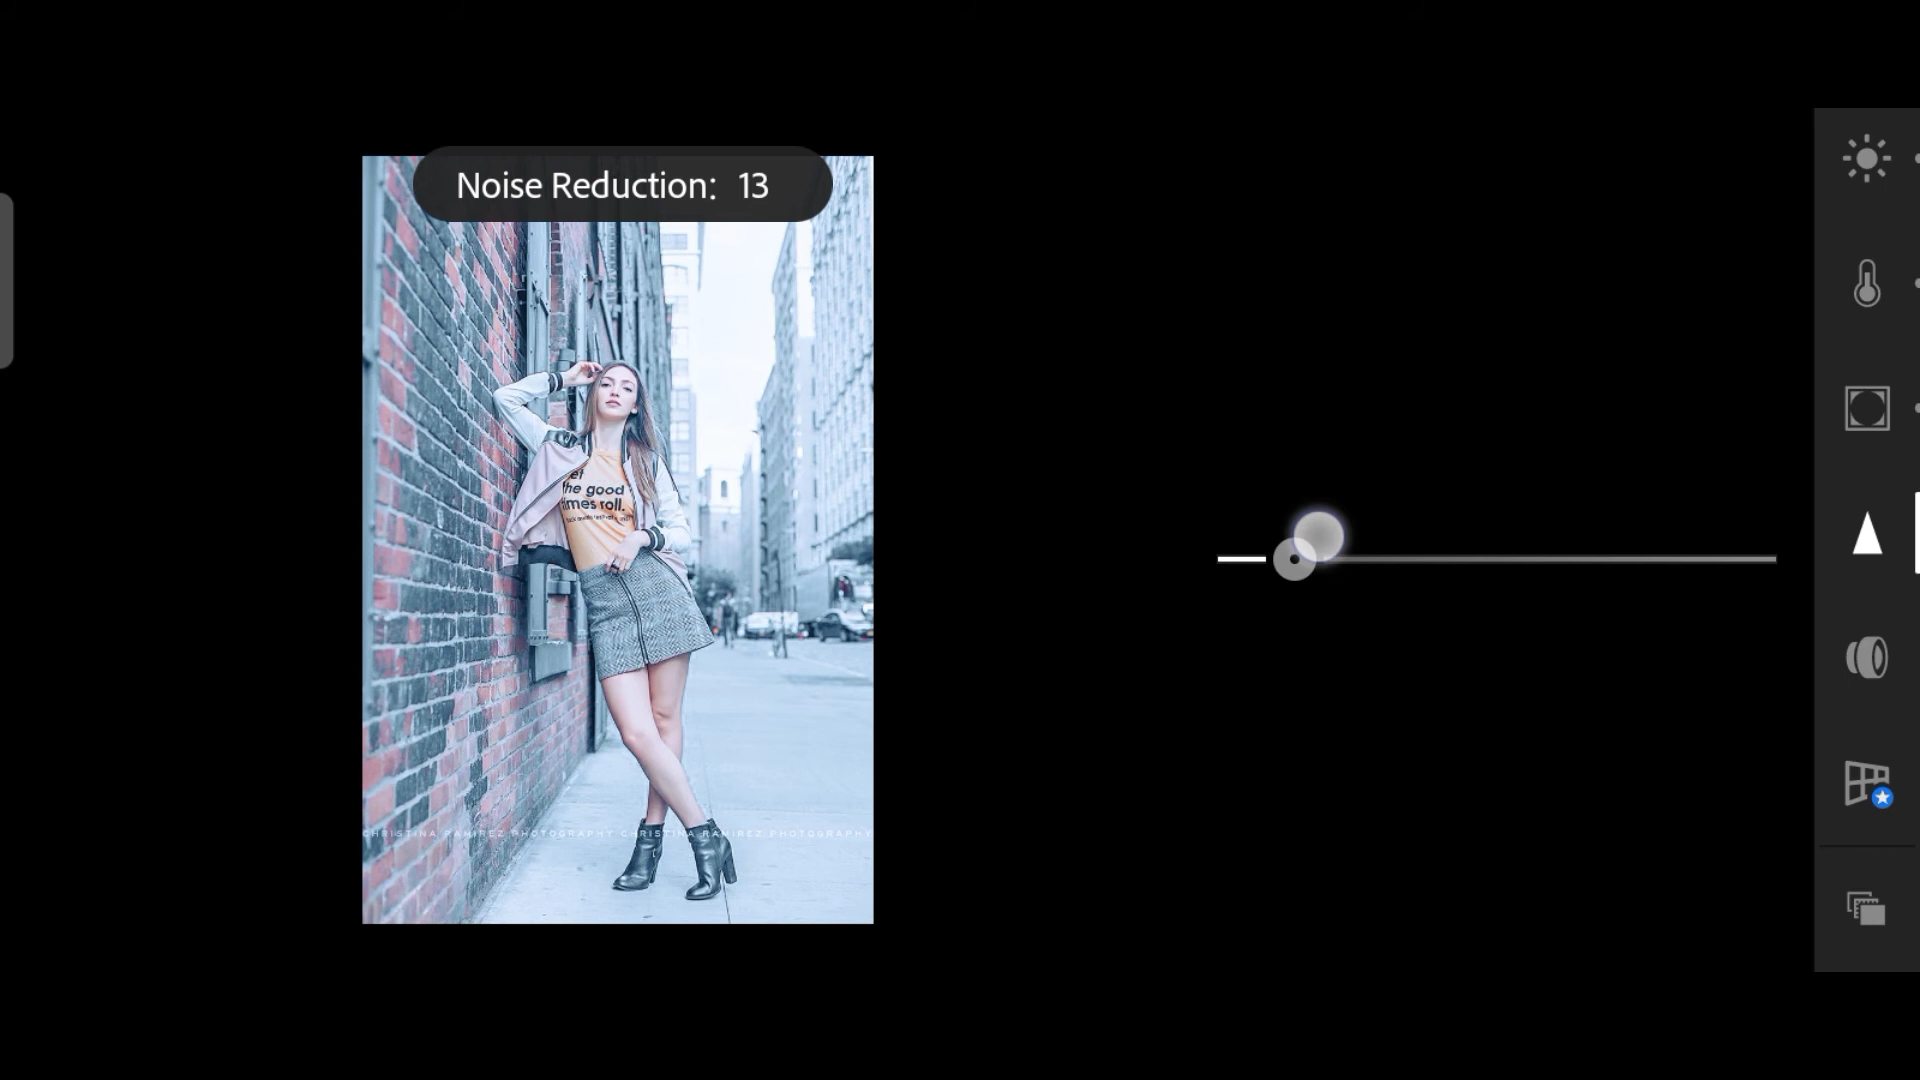 Noise Reduction: 13
the good
times roll.
CHRISTINA RAMIREZ PHOTOGRAPHY CHRISTINA RAMIREZ PHOTOGRAPHY